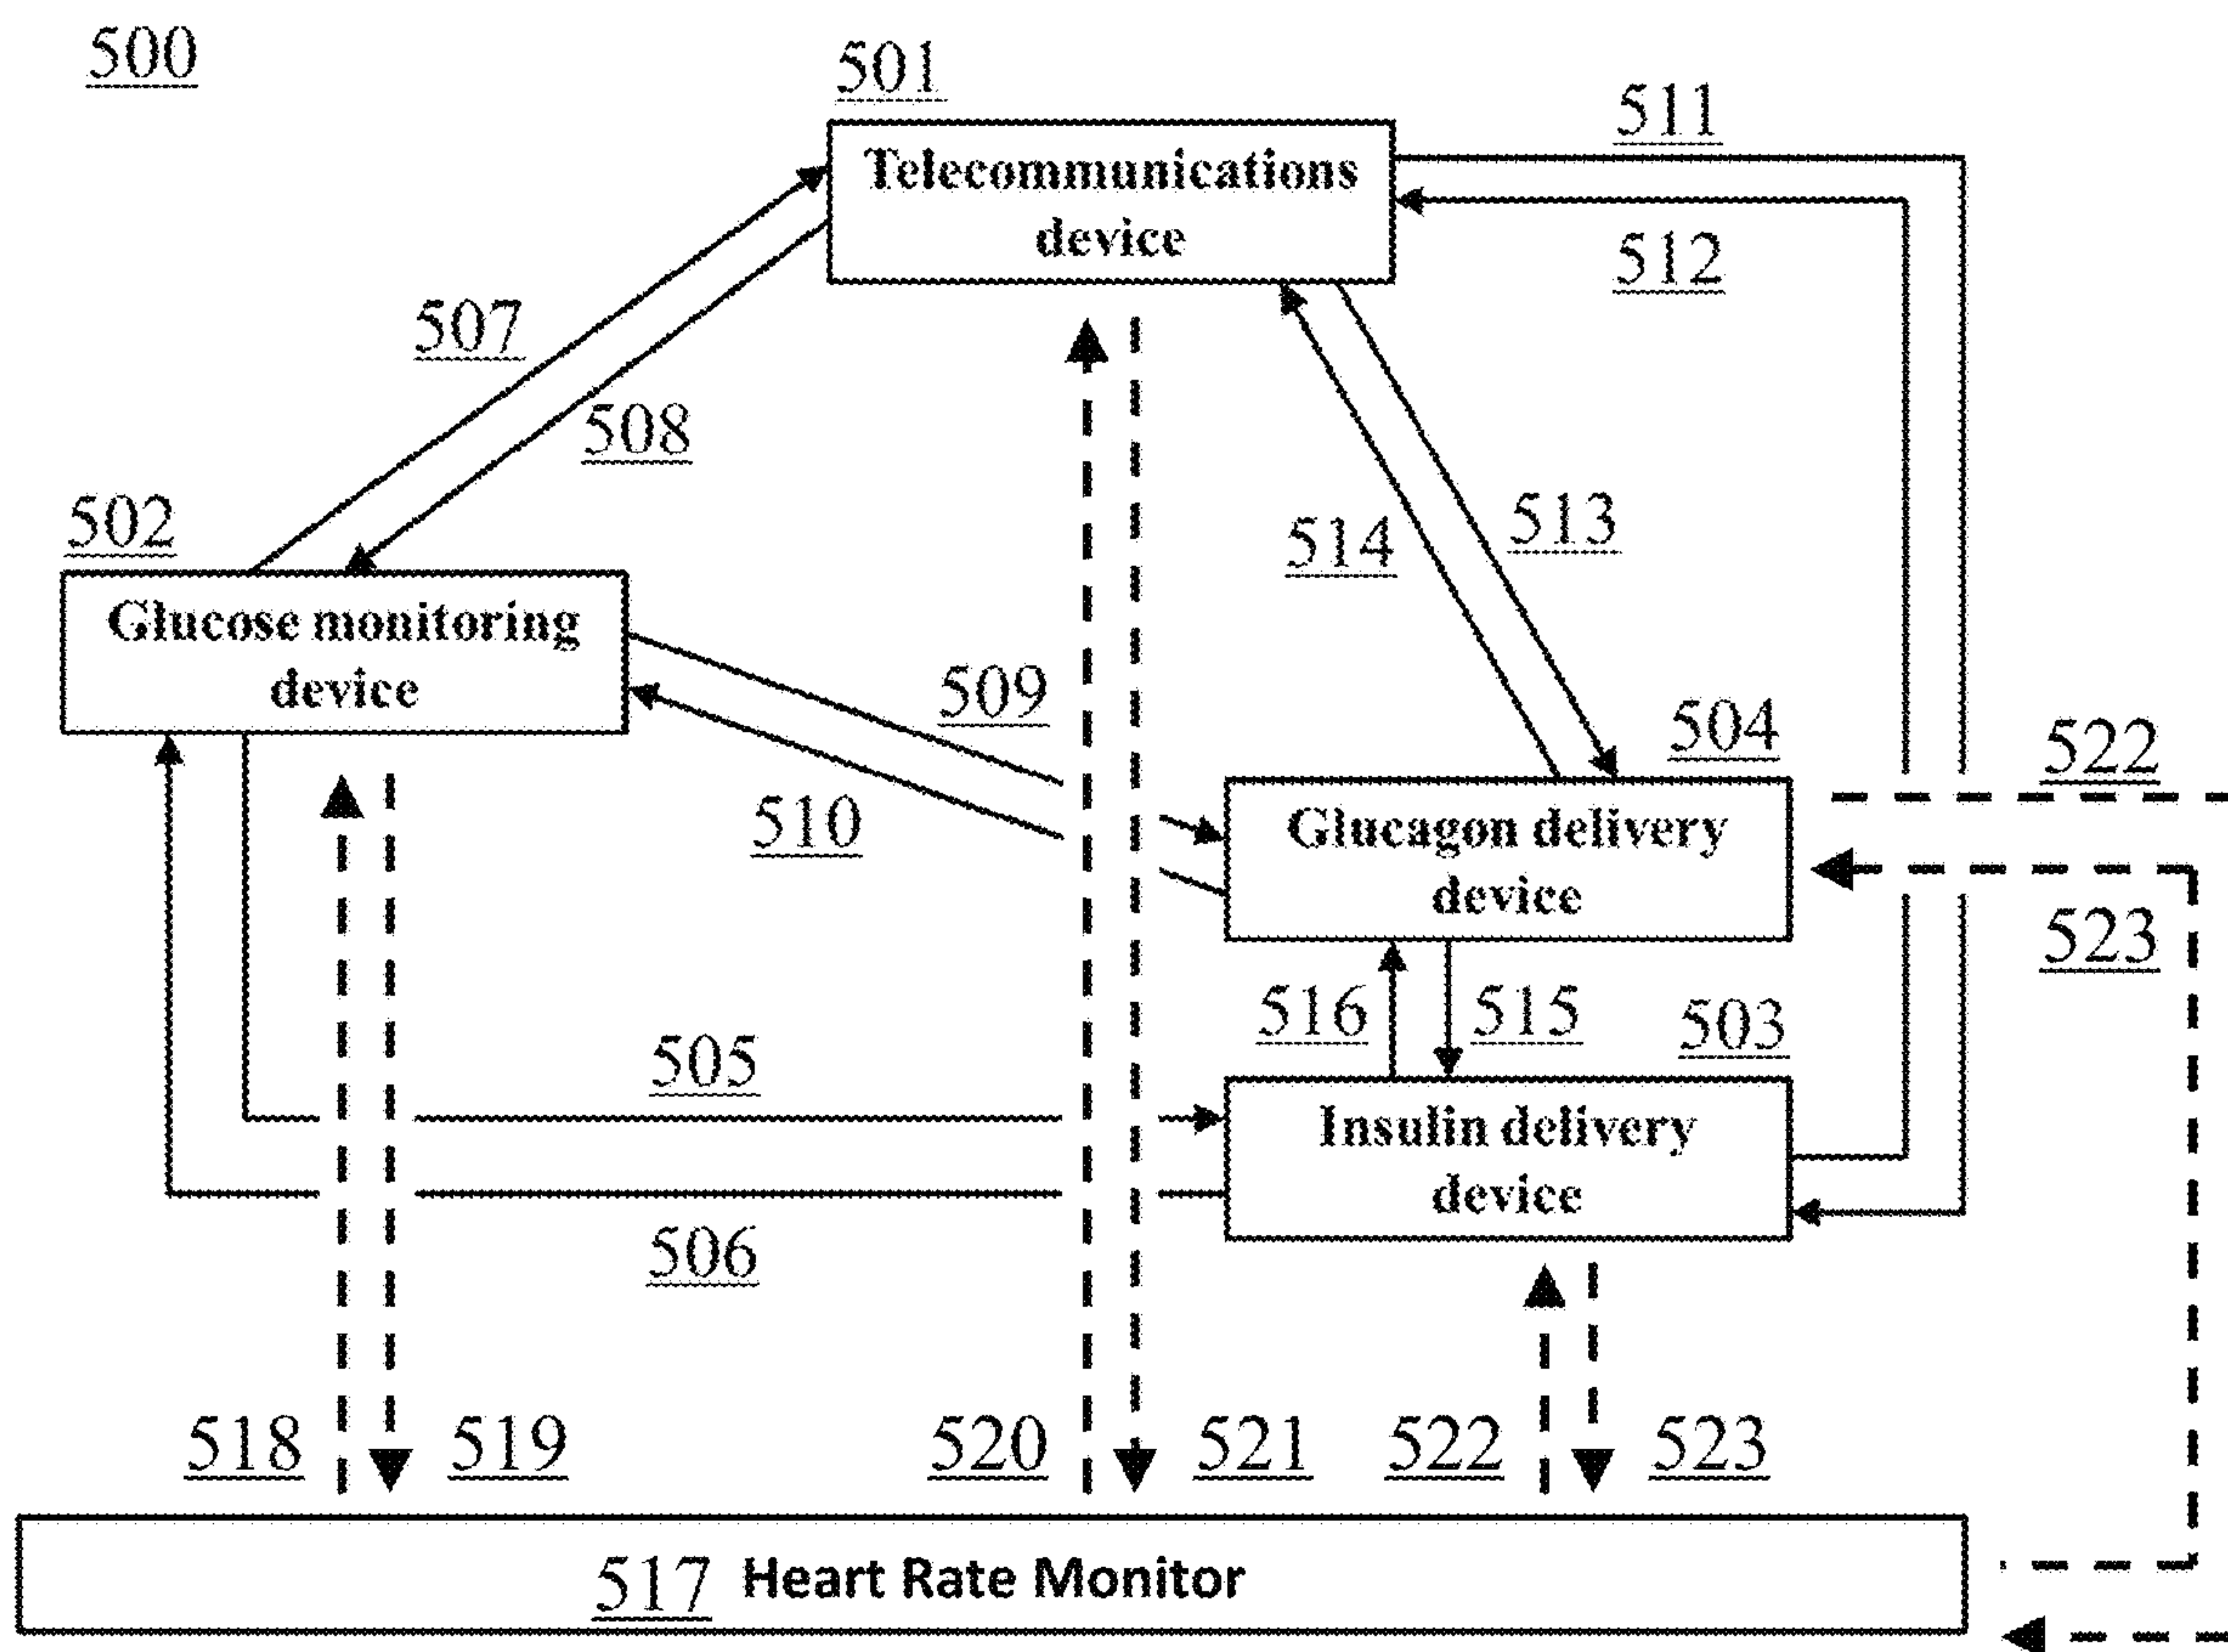 500
501
511
Telecommunications
device
512
507
508
502
514
513
Glucose monitoring
device
509
504
522
510
Glucagon delivery
device
523
516
515
503
505
Insulin delivery
device
506
518
519
520
521
522
523
517 Heart Rate Monitor